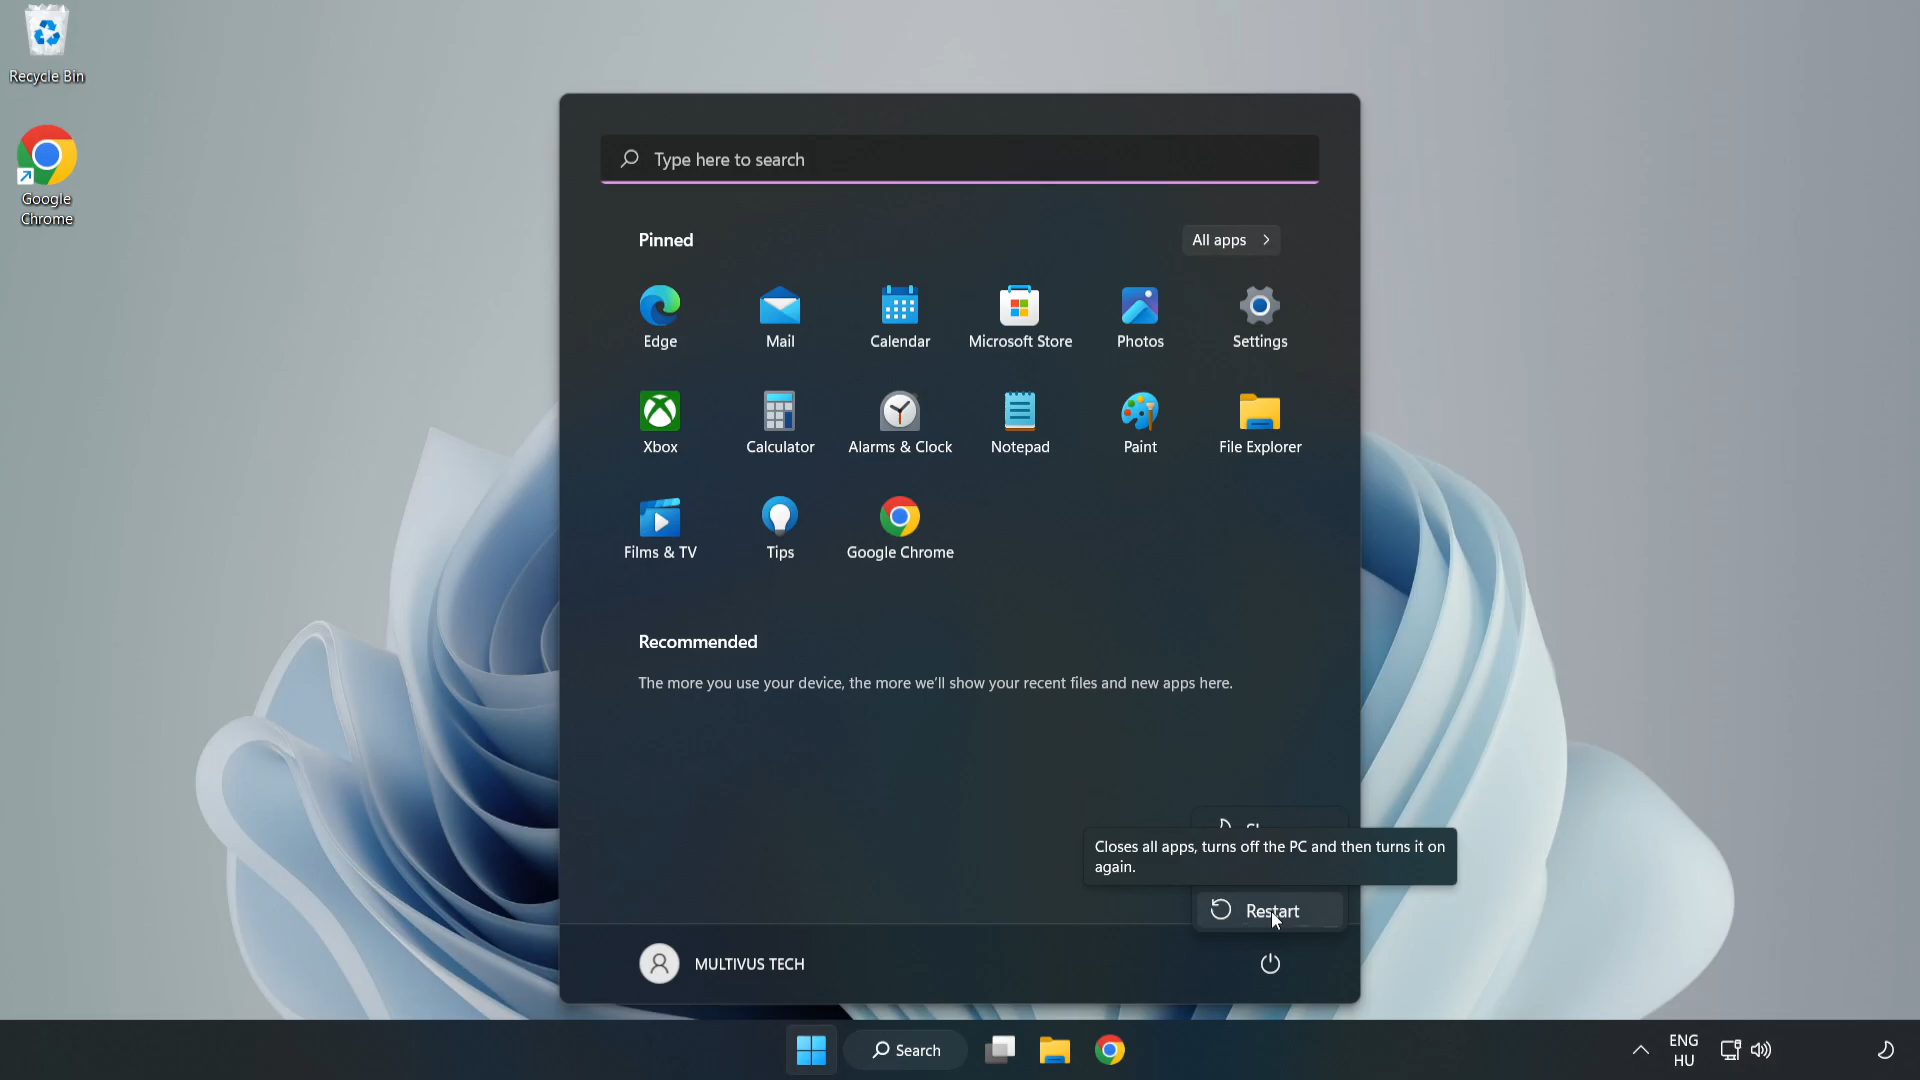 Recycle Bin
Google
Chrome
Type here to search
Pinned
All apps
Edge
Mail
Calendar
Microsoft Store
Photos
Settings
Xbox
Calculator
Alarms & Clock
Notepad
Paint
File Explorer
Films & TV
Tips
Google Chrome
Recommended
The more you use your device, the more we'll show your recent files and new apps here.
Closes all apps, turns off the PC and then turns it on
again.
Restart
MULTIVUS TECH
Search
ENG
HU